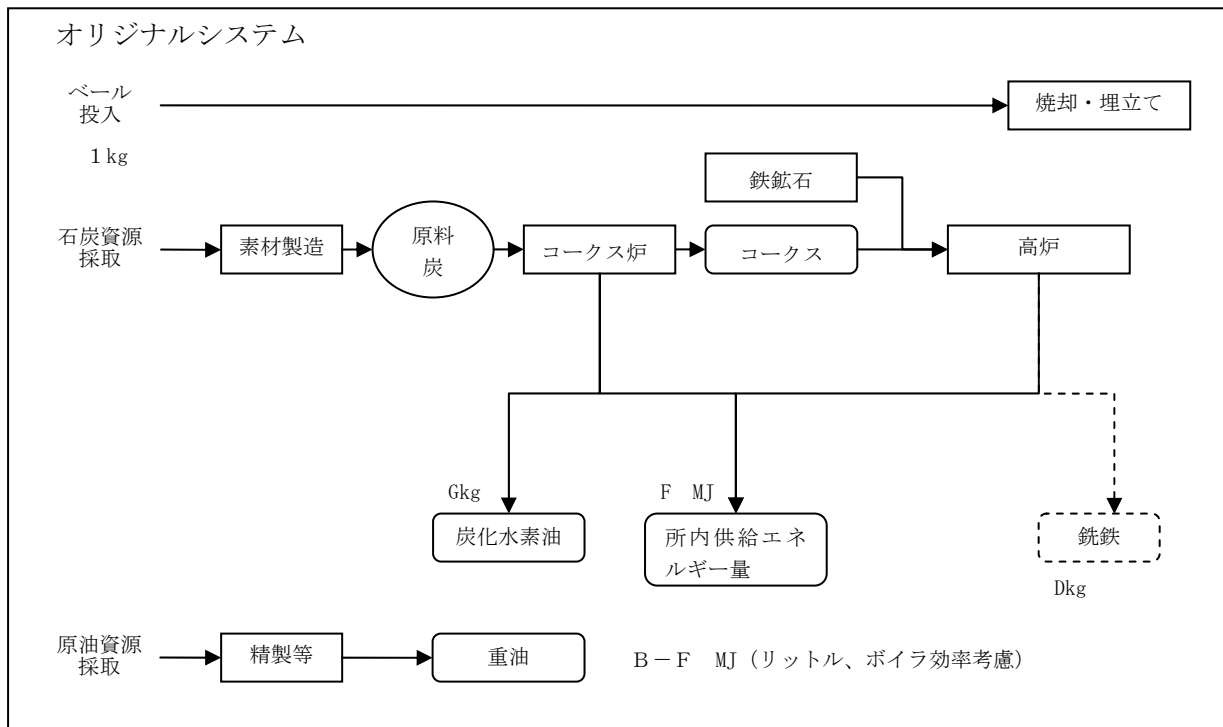 オリジナルシステム
ベール
投入
焼却・埋立て
1kg
鉄鉱石
石炭資源
採取
素材製造
原料
炭
コークス炉
コークス
高炉
Gkg
F MJ
炭化水素油
所内供給エネ
ルギー量
銑鉄
Dkg
原油資源
採取
精製等
重油
B-F MJ(リットル、ボイラ効率考慮)